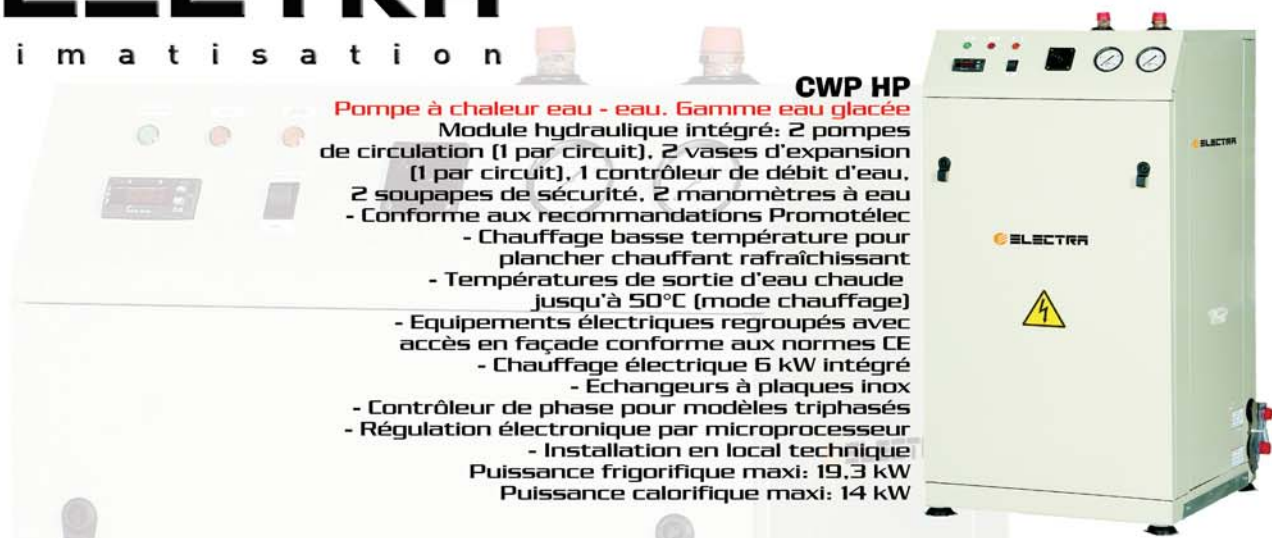 imatisation
CWP HP
Pompe à chaleur eau - eau. Gamme eau glacée
Module hydraulique intégré: 2 pompes
de circulation (1 par circuit), 2 vases d'expansion
(1 par circuit), 1 contrôleur de débit d'eau,
2 soupapes de sécurité, 2 manomètres à eau
- Conforme aux recommandations Promotélec
- Chauffage basse température pour
plancher chauffant rafraîchissant
- Températures de sortie d'eau chaude
jusqu'à 50°C (mode chauffage)
- Equipements électriques regroupés avec
accès en façade conforme aux normes CE
- Chauffage électrique 6 kW intégré
- Echangeurs à plaques inox
- Contrôleur de phase pour modèles triphasés
- Régulation électronique par microprocesseur
- Installation en local technique
Puissance frigorifique maxi: 19,3 kW
Puissance calorifique maxi: 14 kW
ELECTRA
ELECTRA